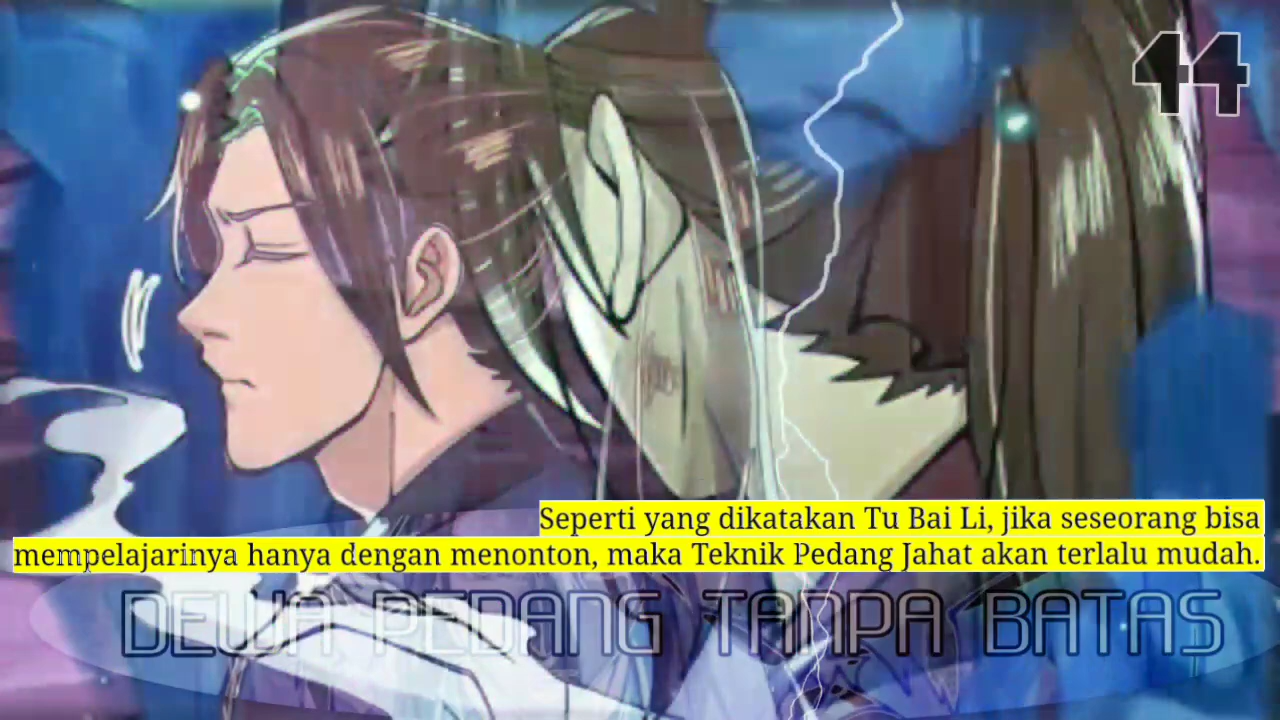 44
Seperti yang dikatakan Tu Bai Li, jika seseorang bisa
mempelajarinya hanya dengan menonton, maka Teknik Pedang Jahat akan terlalu mudah.
DEWA PEDANG TANPA BATAS